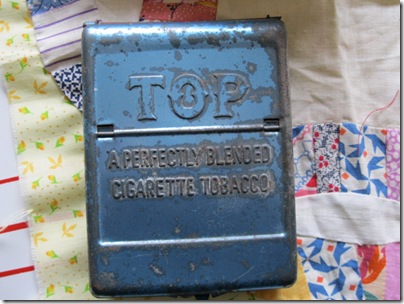 TOP
A PERFECTLY BLENDED
CIGARETTE TOBACCO